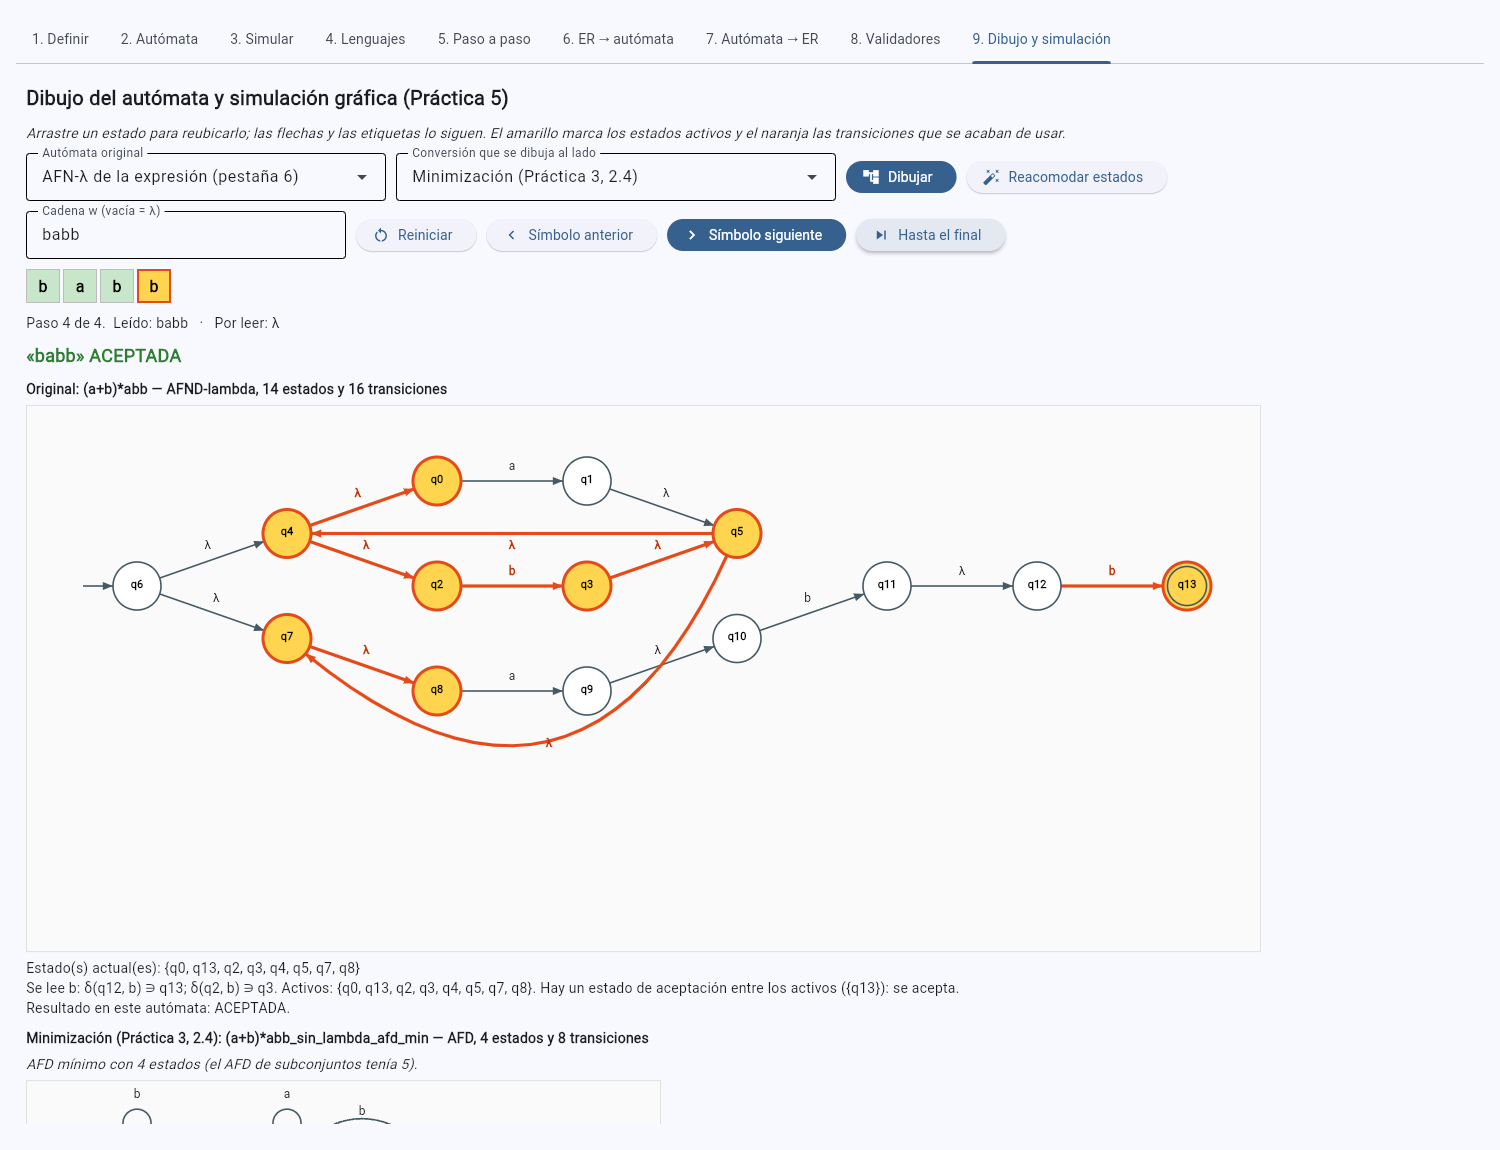 1. Definir 2. Autómata 3. Simular 4. Lenguajes 5. Paso a paso 6. ER → autómata 7. Autómata → ER 8. Validadores 9. Dibujo y simulación
Dibujo del autómata y simulación gráfica (Práctica 5)
Arrastre un estado para reubicarlo; las flechas y las etiquetas lo siguen. El amarillo marca los estados activos y el naranja las transiciones que se acaban de usar.
Autómata original Conversión que se dibuja al lado
AFN-λ de la expresión (pestaña 6) Minimización (Práctica 3, 2.4) Dibujar Reacomodar estados
Cadena w (vacía = λ)
babb Reiniciar Símbolo anterior Símbolo siguiente Hasta el final
b a b b
Paso 4 de 4. Leído: babb · Por leer: λ
«babb» ACEPTADA
Original: (a+b)*abb — AFND-lambda, 14 estados y 16 transiciones
a
q0 q1
λ λ
q4 q5
λ λ λ λ
b λ b
q6 q2 q3 q11 q12 q13
λ b
q7 q10
λ λ
a
q8 q9
λ
Estado(s) actual(es): {q0, q13, q2, q3, q4, q5, q7, q8}
Se lee b: δ(q12, b) ∋ q13; δ(q2, b) ∋ q3. Activos: {q0, q13, q2, q3, q4, q5, q7, q8}. Hay un estado de aceptación entre los activos ({q13}): se acepta.
Resultado en este autómata: ACEPTADA.
Minimización (Práctica 3, 2.4): (a+b)*abb_sin_lambda_afd_min — AFD, 4 estados y 8 transiciones
AFD mínimo con 4 estados (el AFD de subconjuntos tenía 5).
b a
b